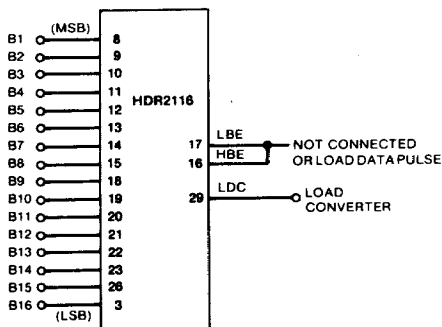 (MSB)
B1 8
B2 9
B3 10
B4 11
B5 12
B6 13
B7 14
B8 15
B9 18
B10 19
B11 20
B12 21
B13 22
B14 23
B15 26
B16 3
(LSB)
HDR2116
17 LBE
16 HBE
NOT CONNECTED
OR LOAD DATA PULSE
29 LDC
LOAD
CONVERTER